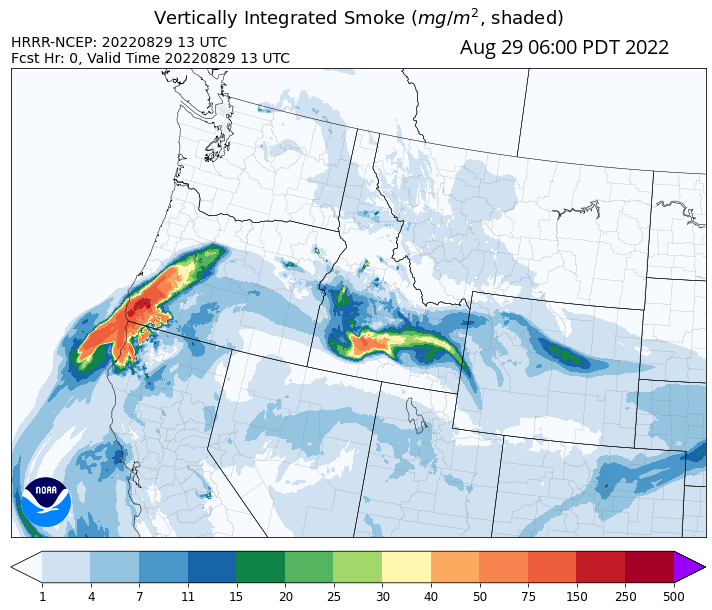 Vertically Integrated Smoke (mg/m², shaded)
HRRR-NCEP: 20220829 13 UTC
Aug 29 06:00 PDT 2022
Fcst Hr: 0, Valid Time 20220829 13 UTC
NOAA
1 4 7 11 15 20 25 30 40 50 75 150 250 500